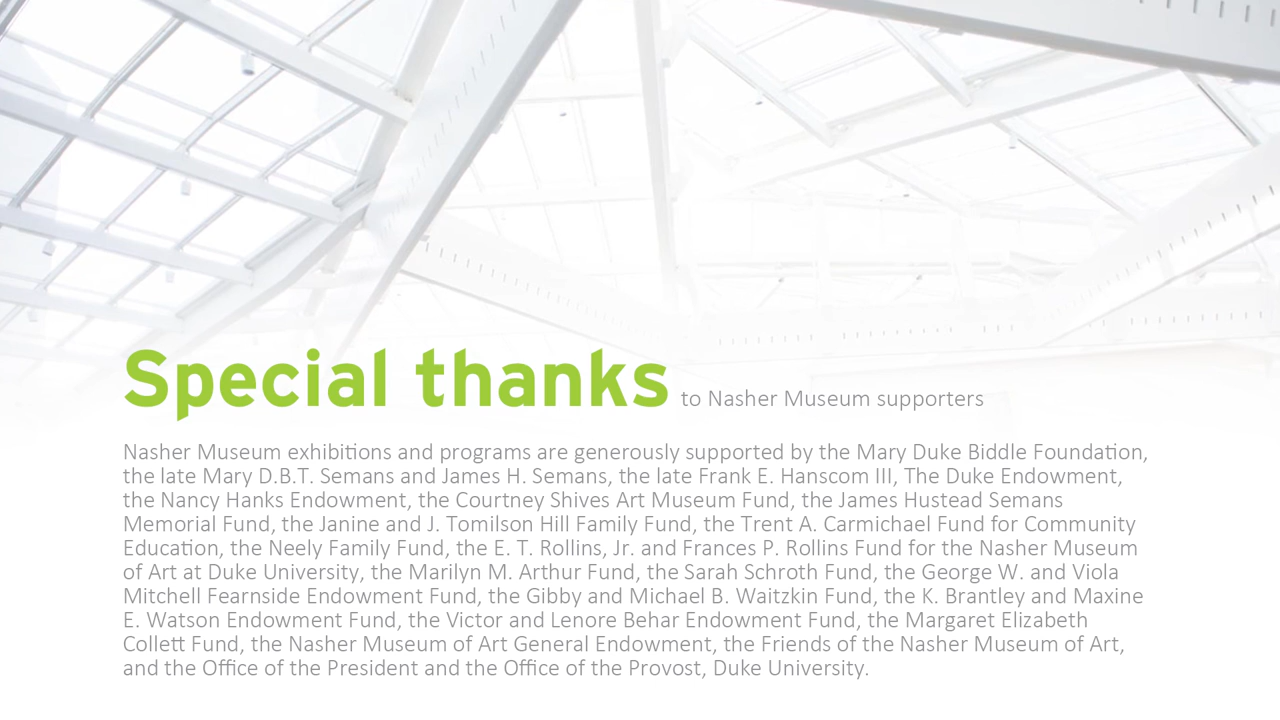 Special thanks to Nasher Museum supporters
Nasher Museum exhibitions and programs are generously supported by the Mary Duke Biddle Foundation,
the late Mary D.B.T. Semans and James H. Semans, the late Frank E. Hanscom III, The Duke Endowment,
the Nancy Hanks Endowment, the Courtney Shives Art Museum Fund, the James Hustead Semans
Memorial Fund, the Janine and J. Tomilson Hill Family Fund, the Trent A. Carmichael Fund for Community
Education, the Neely Family Fund, the E. T. Rollins, Jr. and Frances P. Rollins Fund for the Nasher Museum
of Art at Duke University, the Marilyn M. Arthur Fund, the Sarah Schroth Fund, the George W. and Viola
Mitchell Fearnside Endowment Fund, the Gibby and Michael B. Waitzkin Fund, the K. Brantley and Maxine
E. Watson Endowment Fund, the Victor and Lenore Behar Endowment Fund, the Margaret Elizabeth
Collett Fund, the Nasher Museum of Art General Endowment, the Friends of the Nasher Museum of Art,
and the Office of the President and the Office of the Provost, Duke University.